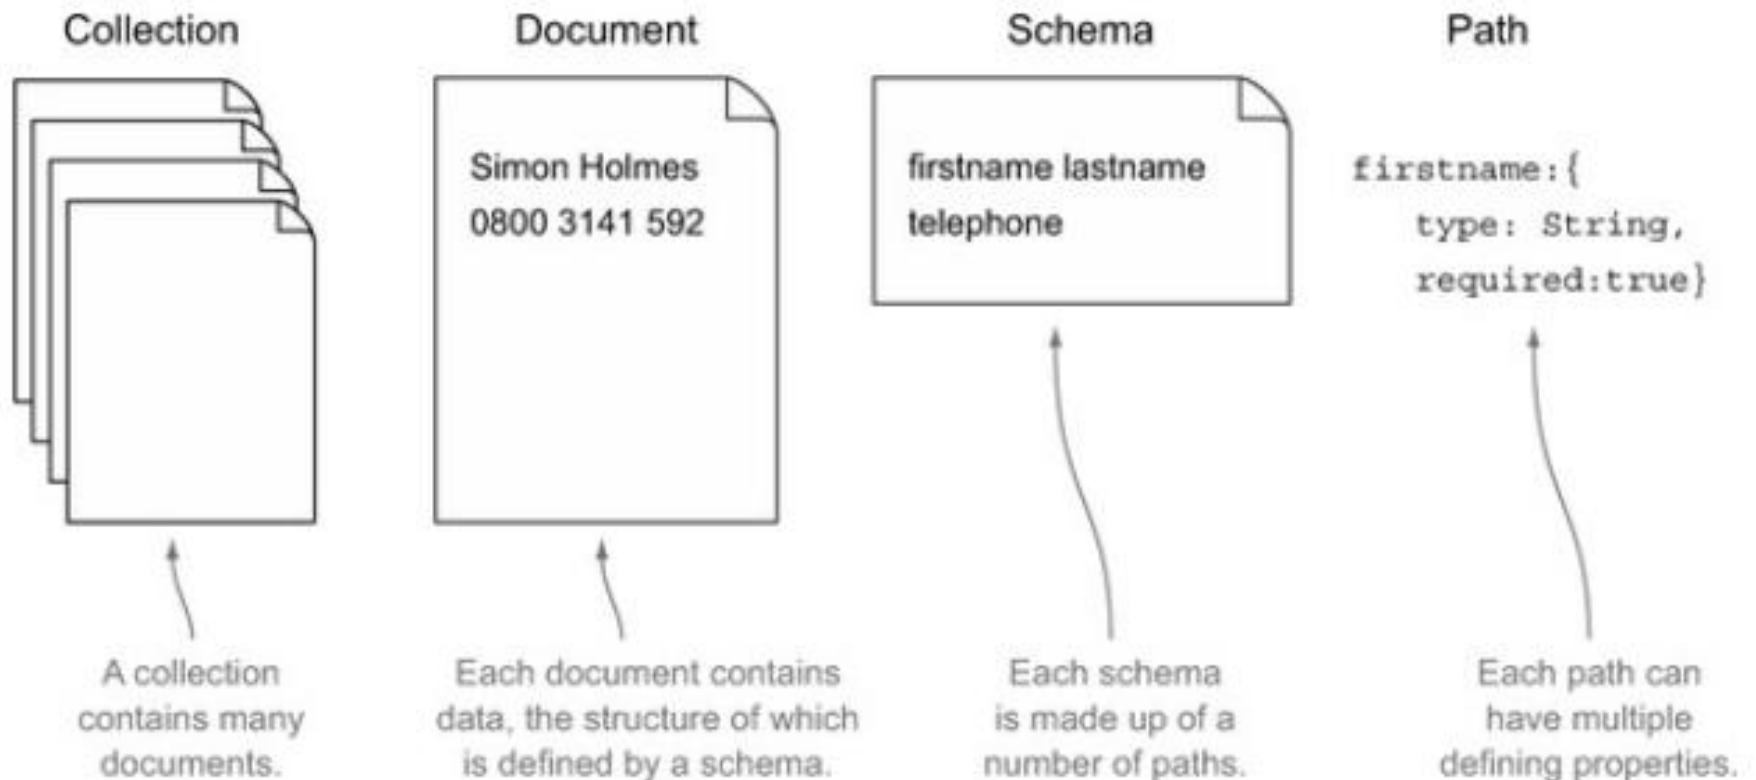 Collection
A collection
contains many
documents.
Document
Simon Holmes
0800 3141 592
Each document contains
data, the structure of which
is defined by a schema.
Schema
firstname lastname
telephone
Each schema
is made up of a
number of paths.
Path
firstname:{
type: String,
required:true}
Each path can
have multiple
defining properties.